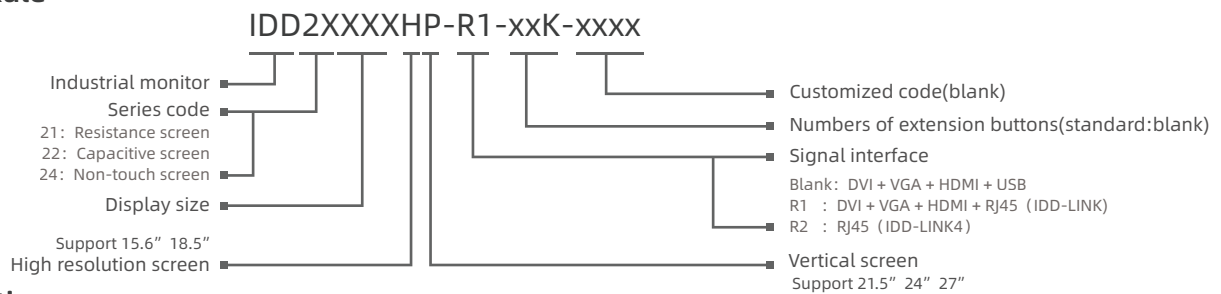 IDD2XXXXHP-R1-xxK-xxxx
Industrial monitor
Series code
21: Resistance screen
22: Capacitive screen
24: Non-touch screen
Display size
Support 15.6" 18.5"
High resolution screen
Customized code(blank)
Numbers of extension buttons(standard:blank)
Signal interface
Blank: DVI + VGA + HDMI + USB
R1 : DVI + VGA + HDMI + RJ45 (IDD-LINK)
R2 : RJ45 (IDD-LINK4)
Vertical screen
Support 21.5" 24" 27"